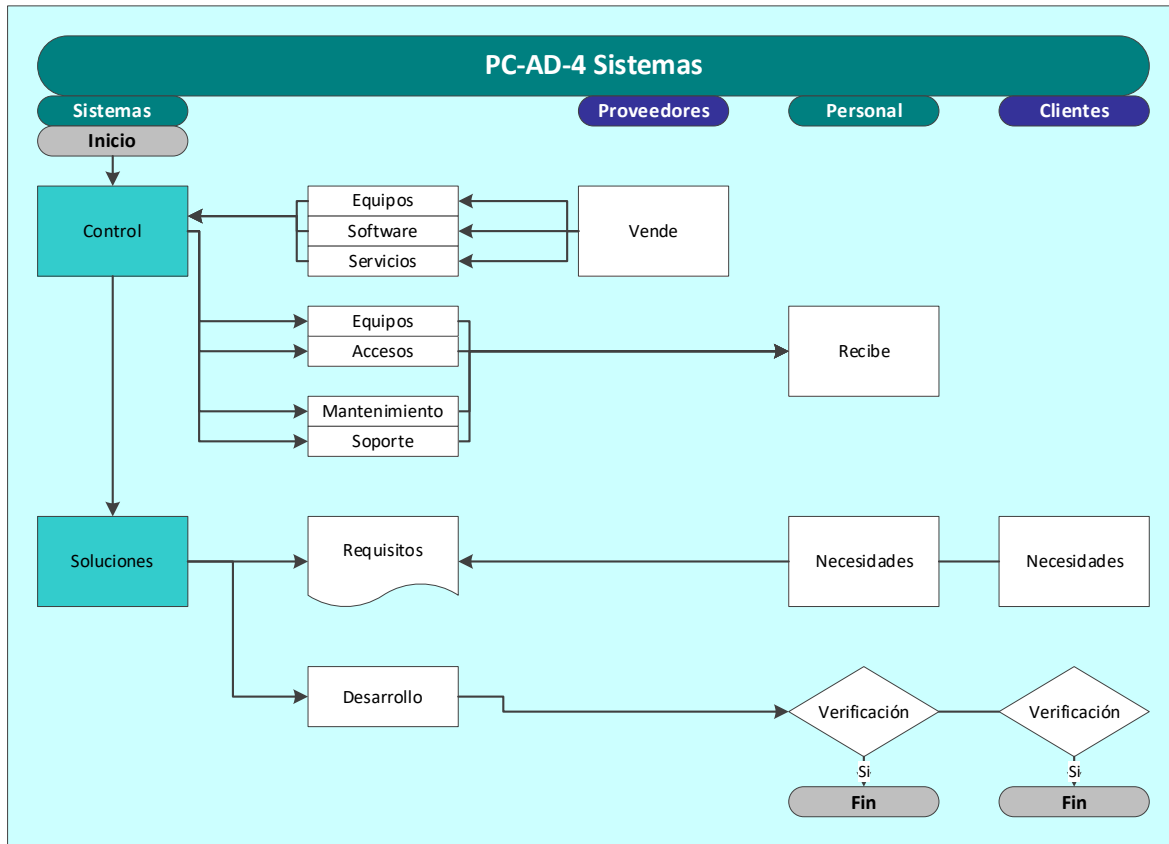 PC-AD-4 Sistemas
Sistemas
Proveedores
Personal
Clientes
Inicio
Control
Equipos
Software
Servicios
Vende
Equipos
Accesos
Mantenimiento
Soporte
Recibe
Soluciones
Requisitos
Necesidades
Necesidades
Desarrollo
Verificación
Verificación
Si
Si
Fin
Fin